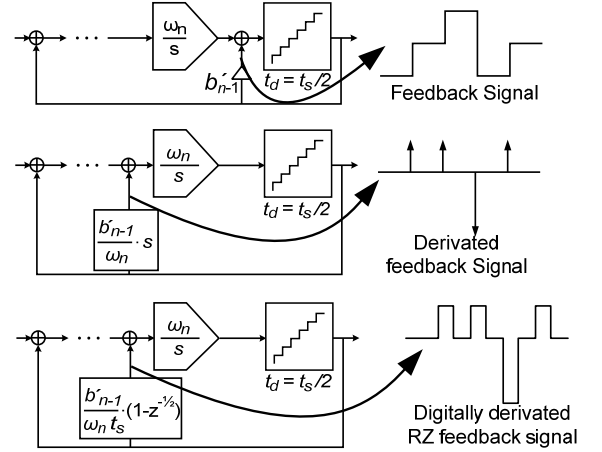 ωn
s
b´n-1
td = ts/2
Feedback Signal
ωn
s
b´n-1
ωn
· s
td = ts/2
Derivated
feedback Signal
ωn
s
b´n-1
ωn ts
·(1-z-½)
td = ts/2
Digitally derivated
RZ feedback signal